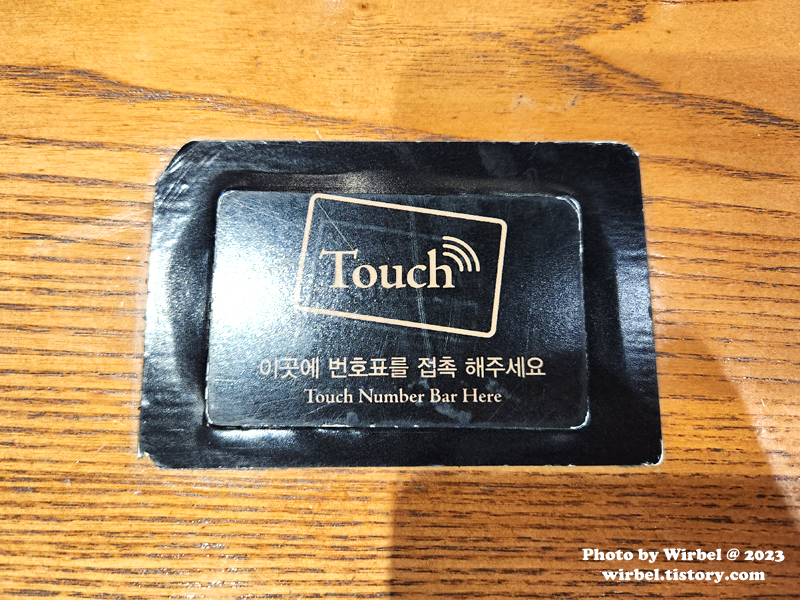 Touch
이곳에 번호표를 접촉 해주세요
Touch Number Bar Here
Photo by Wirbel @ 2023
wirbel.tistory.com